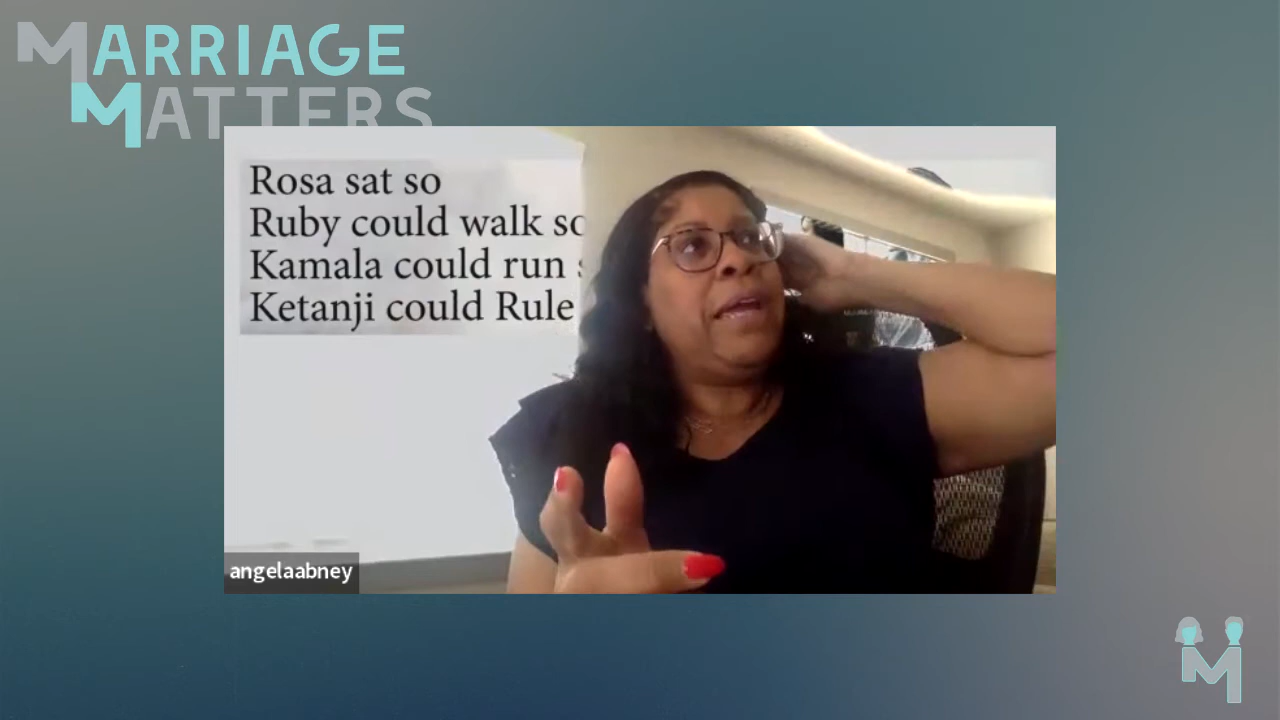 MARRIAGE
MATTERS
Rosa sat so
Ruby could walk so
Kamala could run
Ketanji could Rule
angelaabney
M